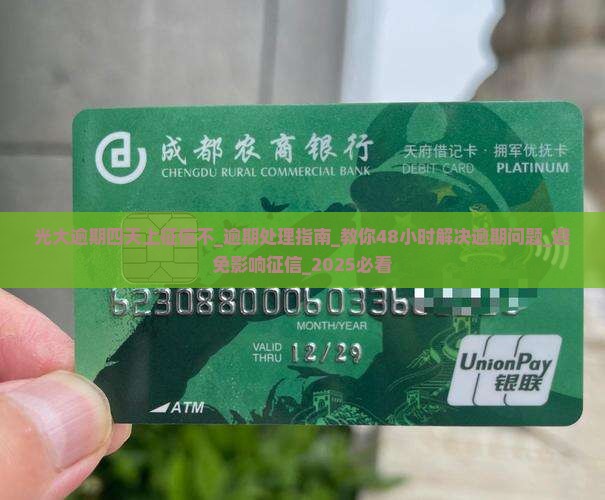 成都农商银行
CHENGDU RURAL COMMERCIAL BANK
天府借记卡·拥军优抚卡
DEBIT CARD PLATINUM
光大逾期四天上征信不_逾期处理指南_教你48小时解决逾期问题,避
免影响征信_2025必看
MONTH/YEAR
VALID
THRU 12/29
UnionPay
银联
ATM